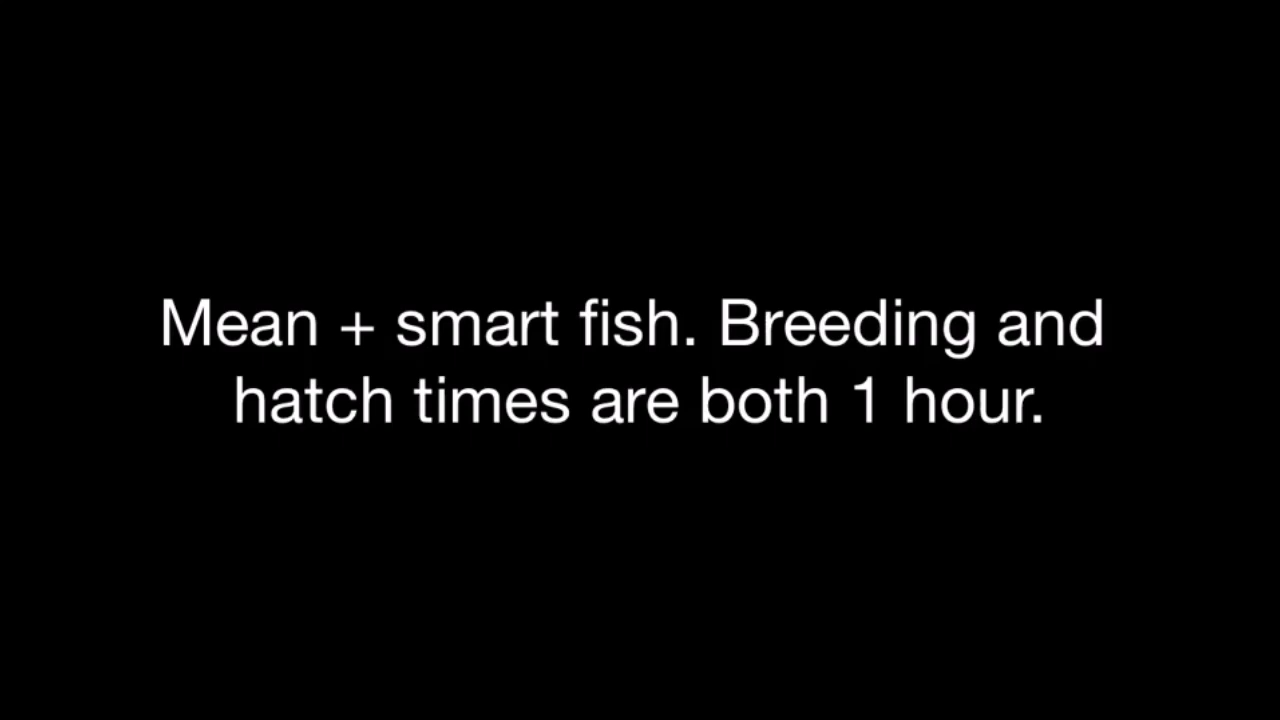 Mean + smart fish. Breeding and
hatch times are both 1 hour.